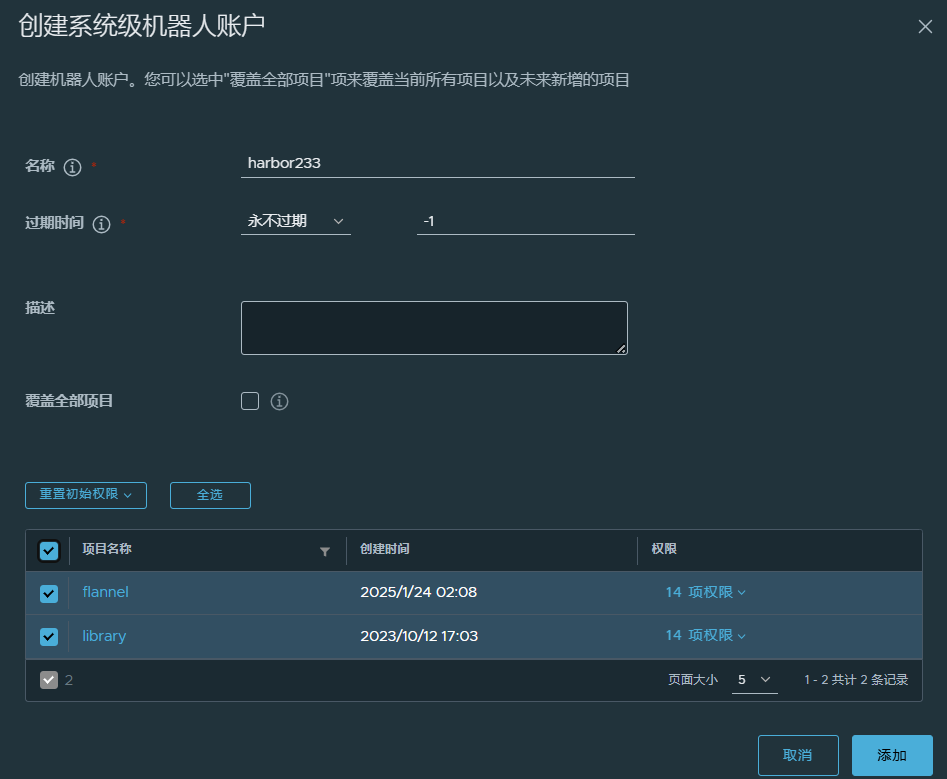 创建系统级机器人账户
创建机器人账户。您可以选中"覆盖全部项目"项来覆盖当前所有项目以及未来新增的项目
名称 *
harbor233
过期时间 *
永不过期
-1
描述
覆盖全部项目
重置初始权限
全选
项目名称 创建时间 权限
flannel 2025/1/24 02:08 14 项权限
library 2023/10/12 17:03 14 项权限
2 页面大小 5 1 - 2 共计 2 条记录
取消 添加